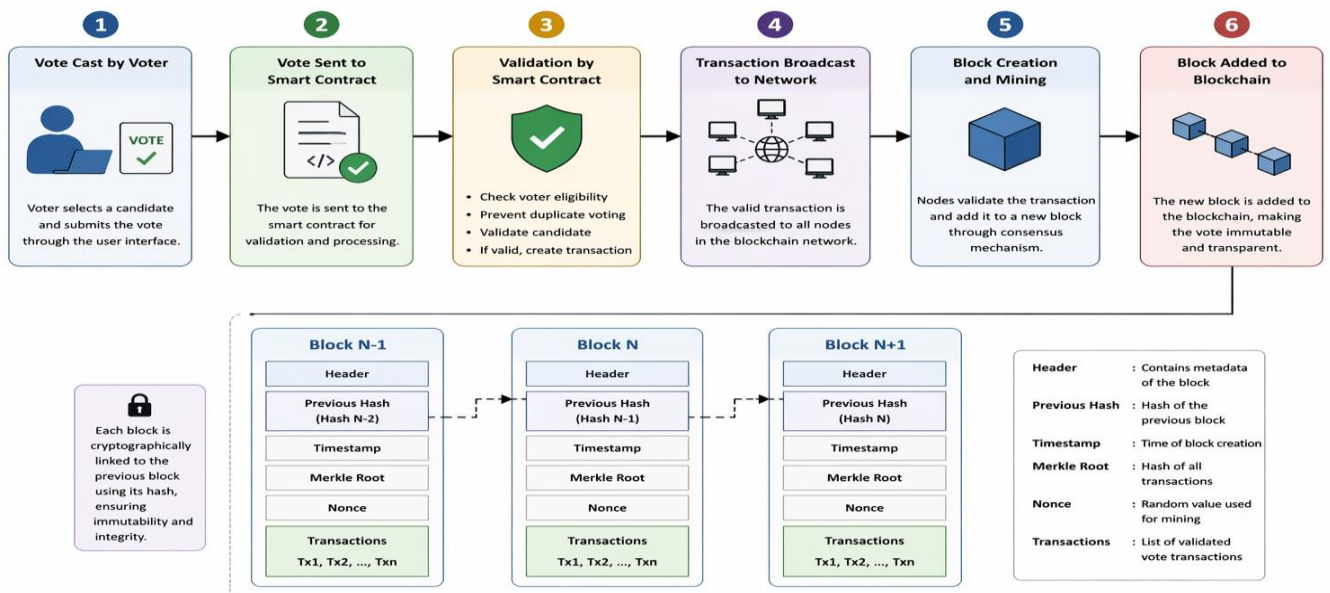 1
2
3
4
5
6
Vote Cast by Voter
VOTE
Voter selects a candidate
and submits the vote
through the user interface.
Vote Sent to
Smart Contract
</>
The vote is sent to the
smart contract for
validation and processing.
Validation by
Smart Contract
• Check voter eligibility
• Prevent duplicate voting
• Validate candidate
• If valid, create transaction
Transaction Broadcast
to Network
The valid transaction is
broadcasted to all nodes
in the blockchain network.
Block Creation
and Mining
Nodes validate the transaction
and add it to a new block
through consensus
mechanism.
Block Added to
Blockchain
The new block is added to
the blockchain, making
the vote immutable
and transparent.
Each block is
cryptographically
linked to the
previous block
using its hash,
ensuring
immutability and
integrity.
Block N-1
Header
Previous Hash
(Hash N-2)
Timestamp
Merkle Root
Nonce
Transactions
Tx1, Tx2, ..., Txn
Block N
Header
Previous Hash
(Hash N-1)
Timestamp
Merkle Root
Nonce
Transactions
Tx1, Tx2, ..., Txn
Block N+1
Header
Previous Hash
(Hash N)
Timestamp
Merkle Root
Nonce
Transactions
Tx1, Tx2, ..., Txn
Header : Contains metadata
of the block
Previous Hash : Hash of the
previous block
Timestamp : Time of block creation
Merkle Root : Hash of all
transactions
Nonce : Random value used
for mining
Transactions : List of validated
vote transactions